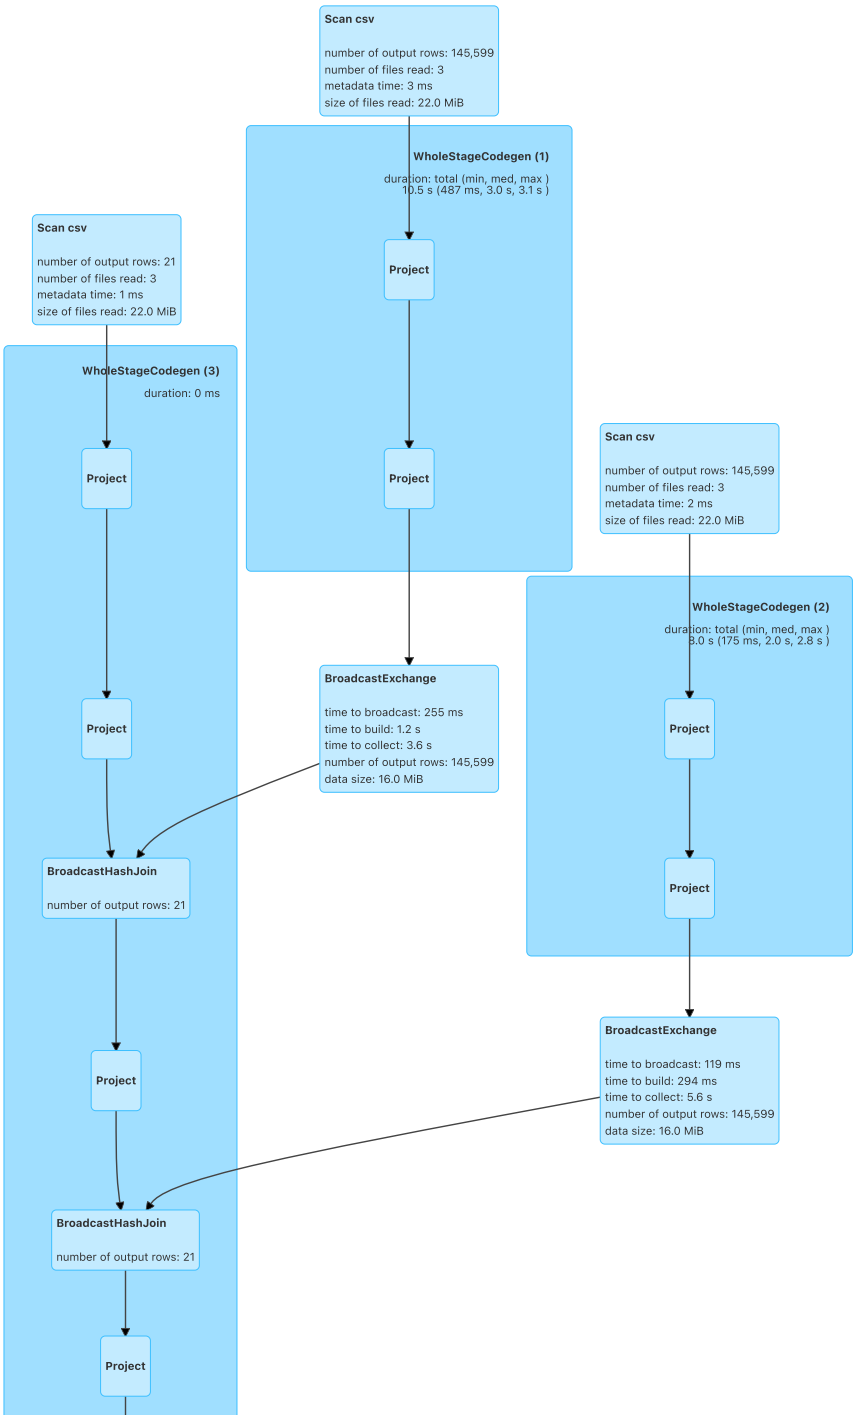 Scan csv
number of output rows: 145,599
number of files read: 3
metadata time: 3 ms
size of files read: 22.0 MiB
WholeStageCodegen (1)
duration: total (min, med, max )
10.5 s (487 ms, 3.0 s, 3.1 s )
Project
Project
Scan csv
number of output rows: 21
number of files read: 3
metadata time: 1 ms
size of files read: 22.0 MiB
WholeStageCodegen (3)
duration: 0 ms
Project
Project
Scan csv
number of output rows: 145,599
number of files read: 3
metadata time: 2 ms
size of files read: 22.0 MiB
WholeStageCodegen (2)
duration: total (min, med, max )
8.0 s (175 ms, 2.0 s, 2.8 s )
Project
Project
BroadcastExchange
time to broadcast: 255 ms
time to build: 1.2 s
time to collect: 3.6 s
number of output rows: 145,599
data size: 16.0 MiB
BroadcastHashJoin
number of output rows: 21
Project
BroadcastExchange
time to broadcast: 119 ms
time to build: 294 ms
time to collect: 5.6 s
number of output rows: 145,599
data size: 16.0 MiB
BroadcastHashJoin
number of output rows: 21
Project